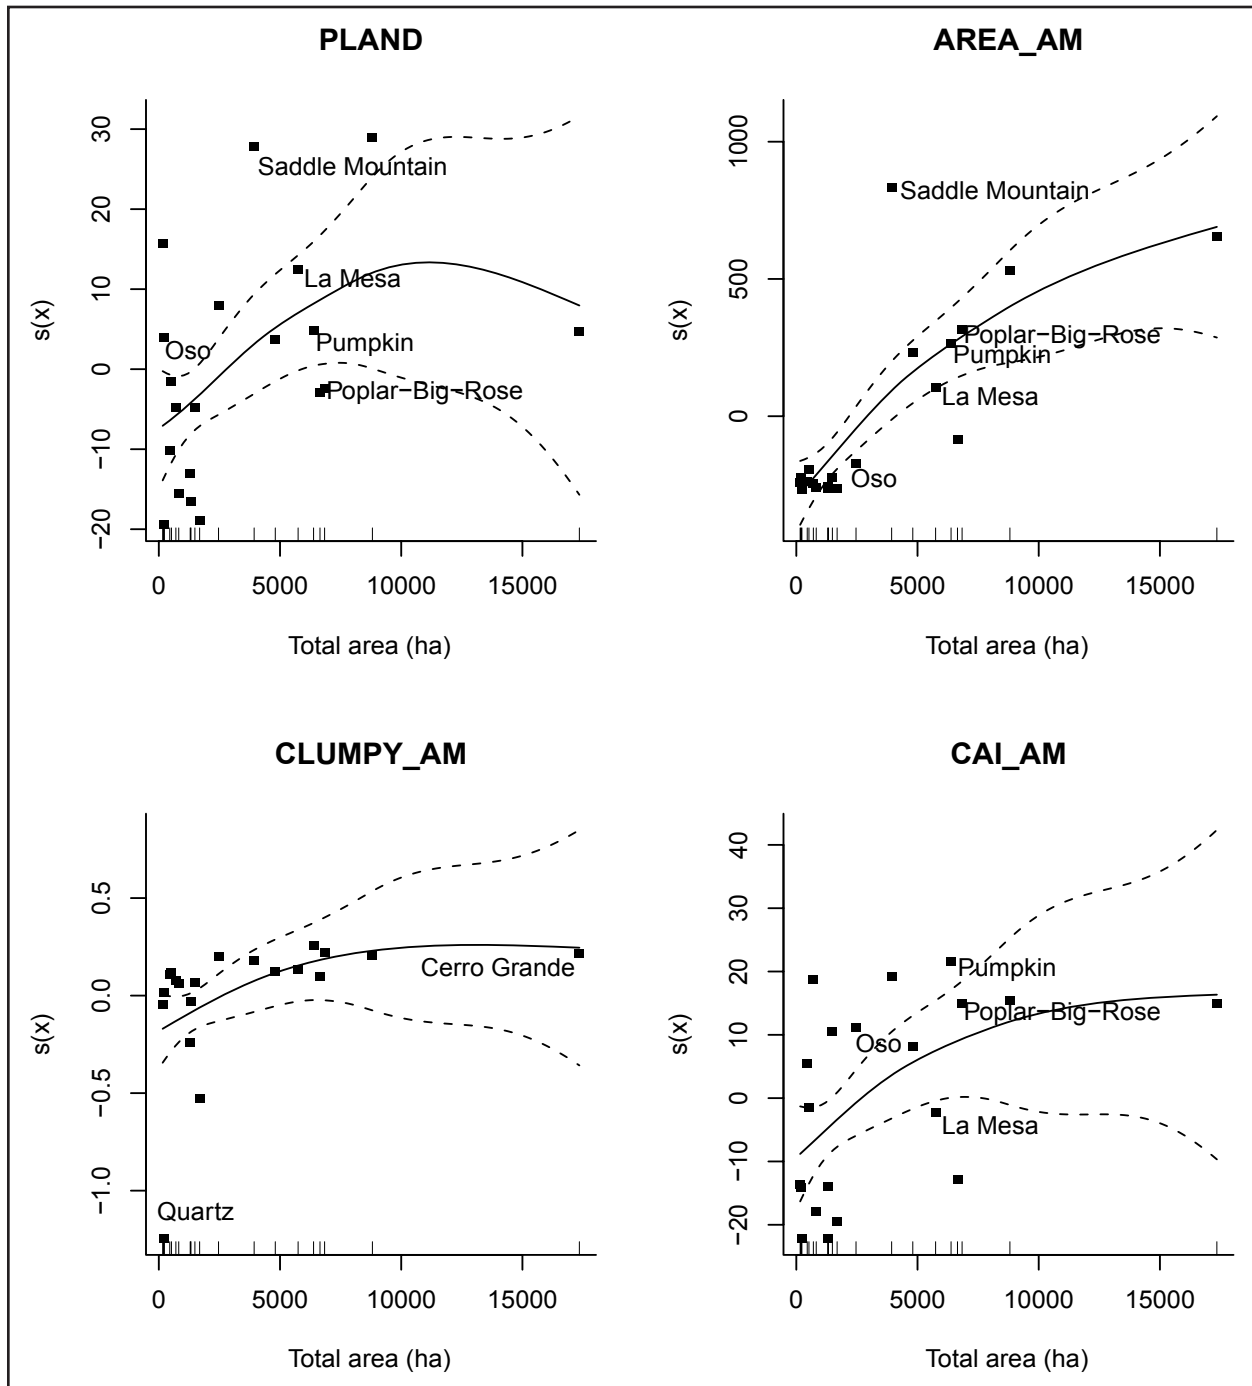 PLAND
30
20
10
0
−10
−20
s(x)
Saddle Mountain
La Mesa
Oso
Pumpkin
Poplar−Big−Rose
0 5000 10000 15000
Total area (ha)
AREA_AM
1000
500
0
s(x)
Saddle Mountain
Poplar−Big−Rose
Pumpkin
La Mesa
Oso
0 5000 10000 15000
Total area (ha)
CLUMPY_AM
0.5
0.0
−0.5
−1.0
s(x)
Cerro Grande
Quartz
0 5000 10000 15000
Total area (ha)
CAI_AM
40
30
20
10
0
−10
−20
s(x)
Pumpkin
Poplar−Big−Rose
Oso
La Mesa
0 5000 10000 15000
Total area (ha)